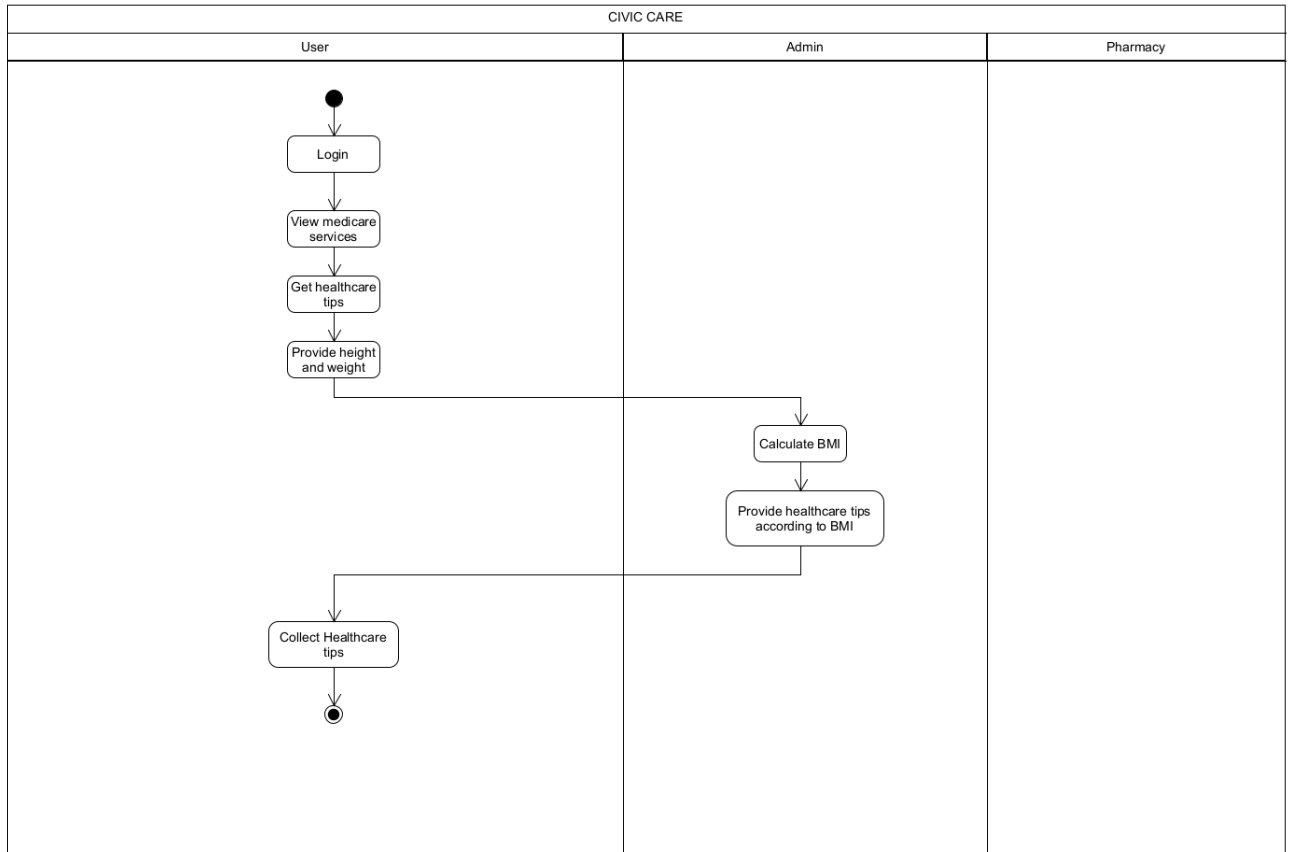 CIVIC CARE
User
Admin
Pharmacy
Login
View medicare
services
Get healthcare
tips
Provide height
and weight
Calculate BMI
Provide healthcare tips
according to BMI
Collect Healthcare
tips